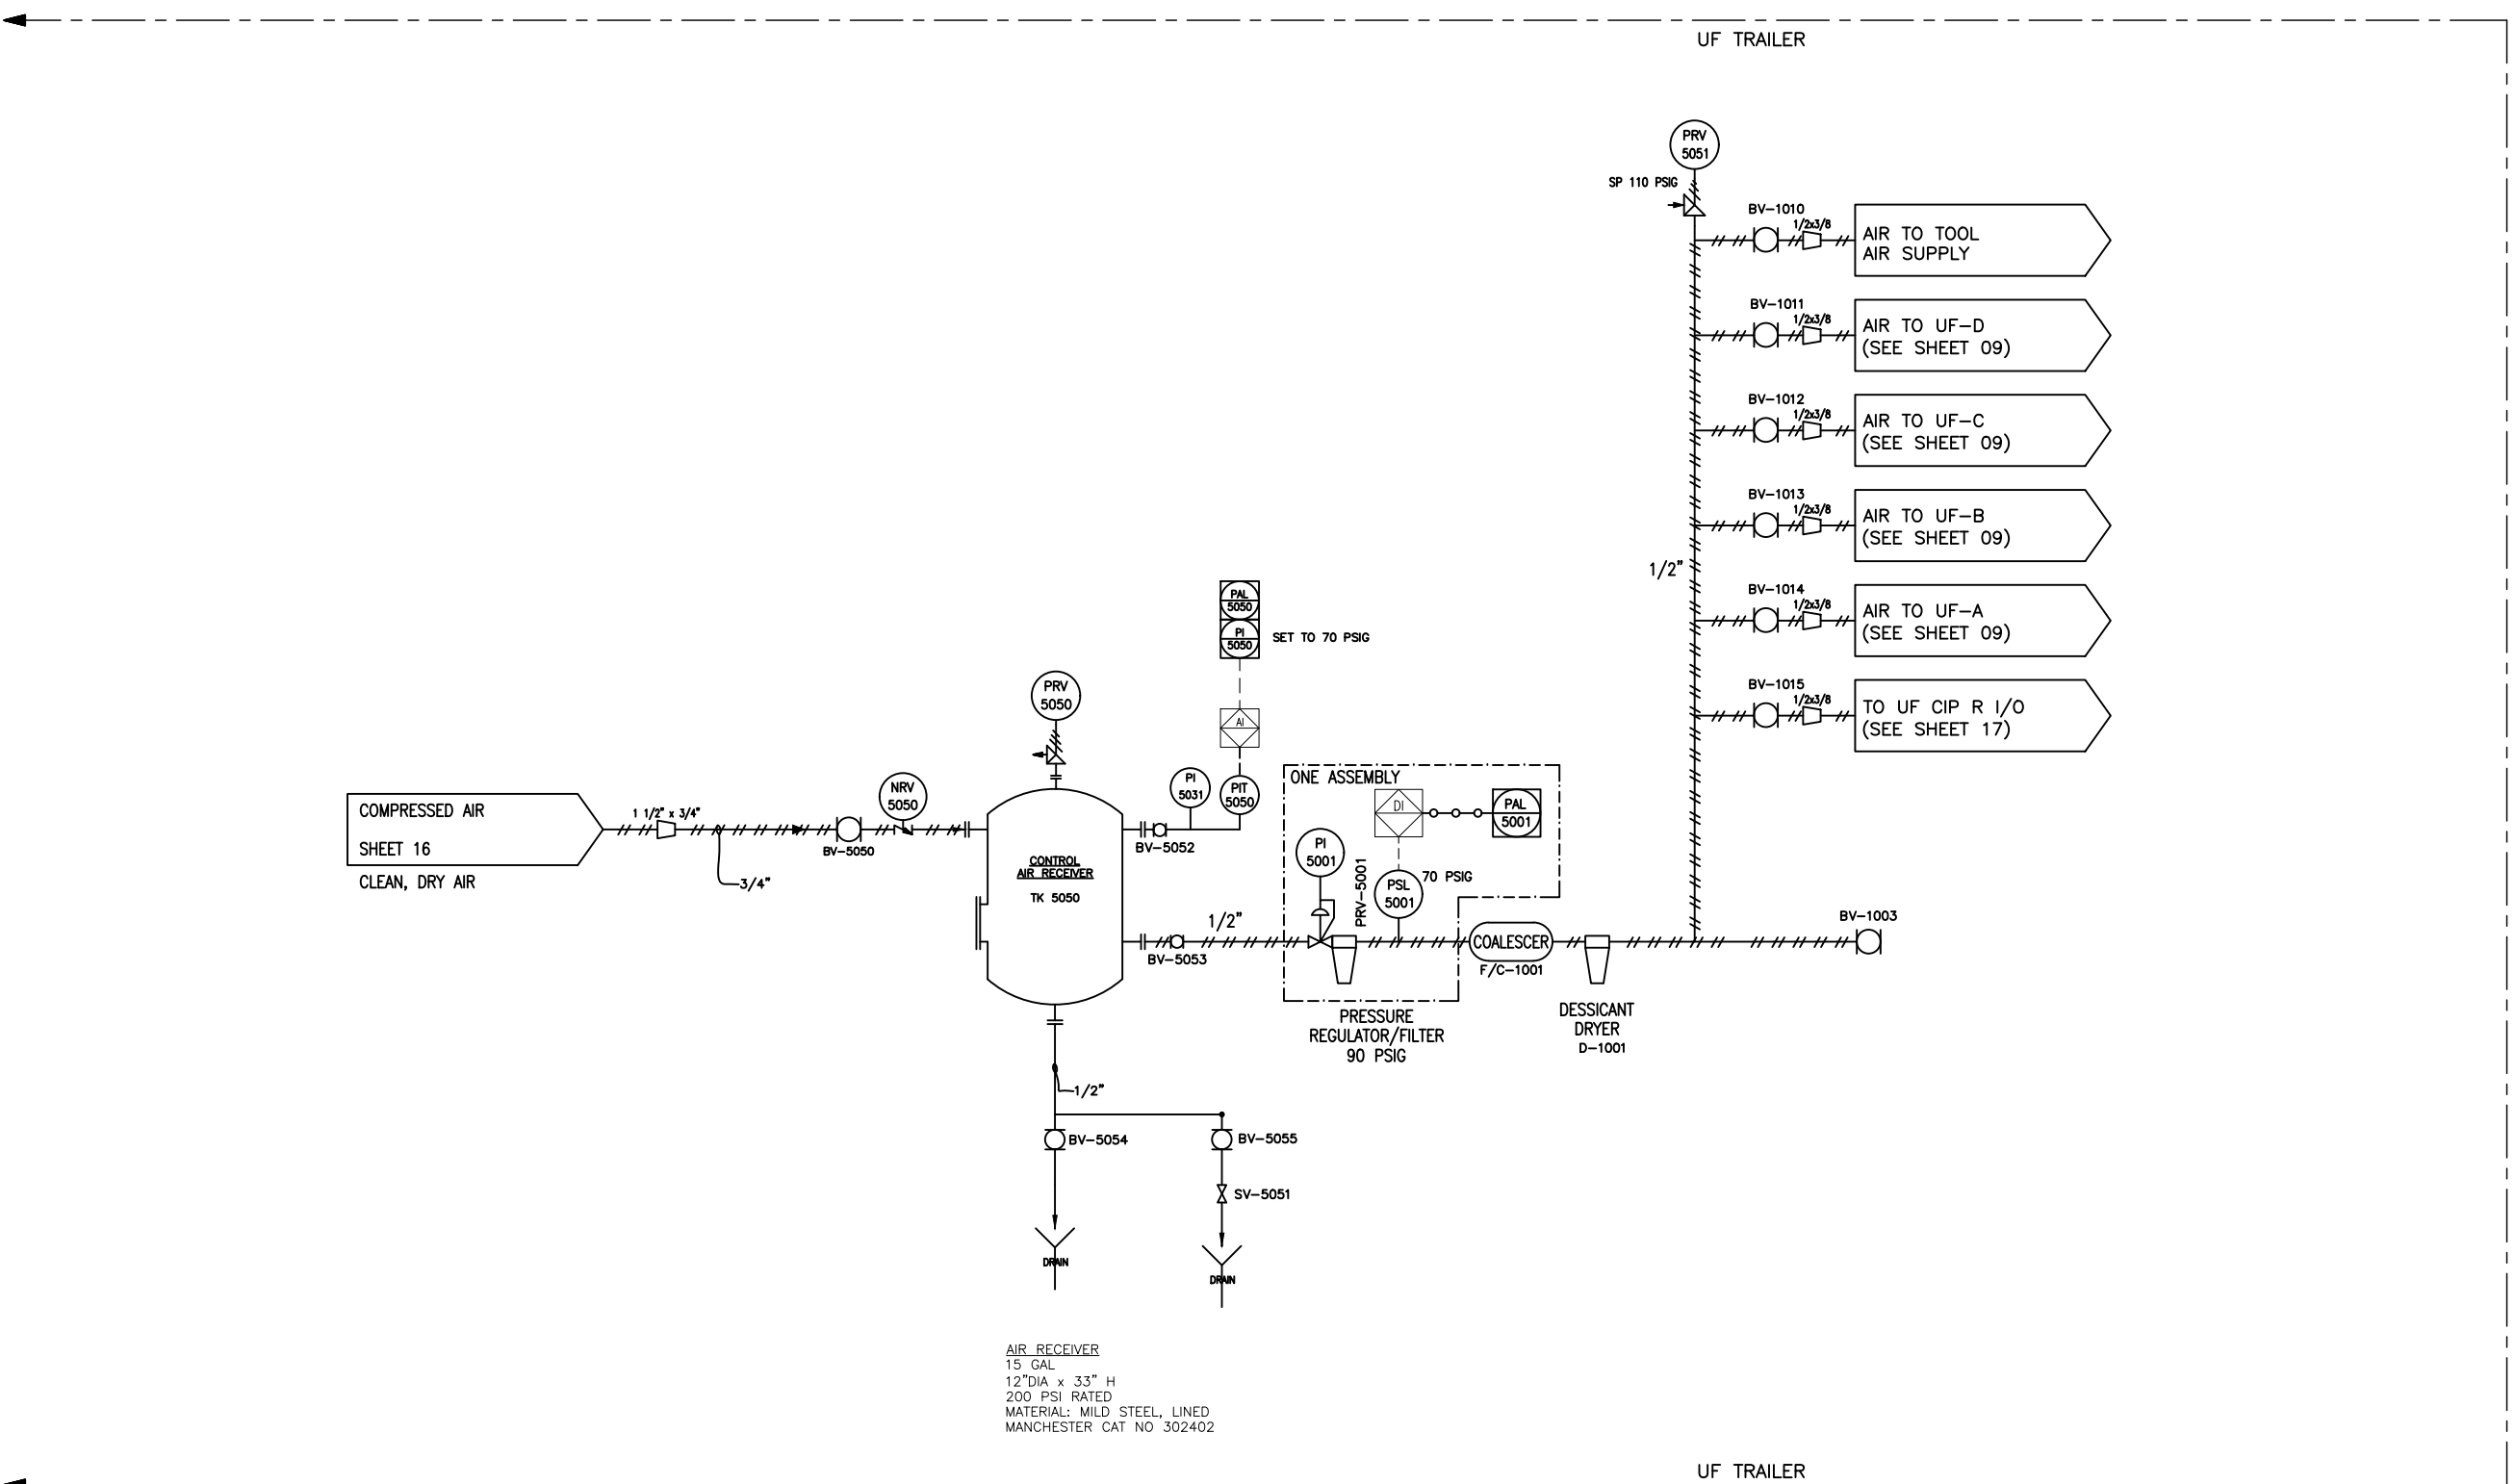 UF TRAILER
PRV
5051
SP 110 PSIG
BV-1010
1/2x3/8
AIR TO TOOL
AIR SUPPLY
BV-1011
1/2x3/8
AIR TO UF-D
(SEE SHEET 09)
BV-1012
1/2x3/8
AIR TO UF-C
(SEE SHEET 09)
BV-1013
1/2x3/8
AIR TO UF-B
(SEE SHEET 09)
1/2"
BV-1014
1/2x3/8
AIR TO UF-A
(SEE SHEET 09)
BV-1015
1/2x3/8
TO UF CIP R I/O
(SEE SHEET 17)
PAL
5050
PI
5050
SET TO 70 PSIG
AI
PRV
5050
PI
5031
PIT
5050
NRV
5050
COMPRESSED AIR
SHEET 16
CLEAN, DRY AIR
1 1/2" x 3/4"
3/4"
BV-5050
CONTROL
AIR RECEIVER
TK 5050
BV-5052
1/2"
BV-5053
ONE ASSEMBLY
DI
PAL
5001
PI
5001
PRV-5001
PSL
5001
70 PSIG
COALESCER
F/C-1001
PRESSURE
REGULATOR/FILTER
90 PSIG
DESSICANT
DRYER
D-1001
BV-1003
1/2"
BV-5054
BV-5055
SV-5051
DRAIN
DRAIN
AIR RECEIVER
15 GAL
12"DIA x 33" H
200 PSI RATED
MATERIAL: MILD STEEL, LINED
MANCHESTER CAT NO 302402
UF TRAILER